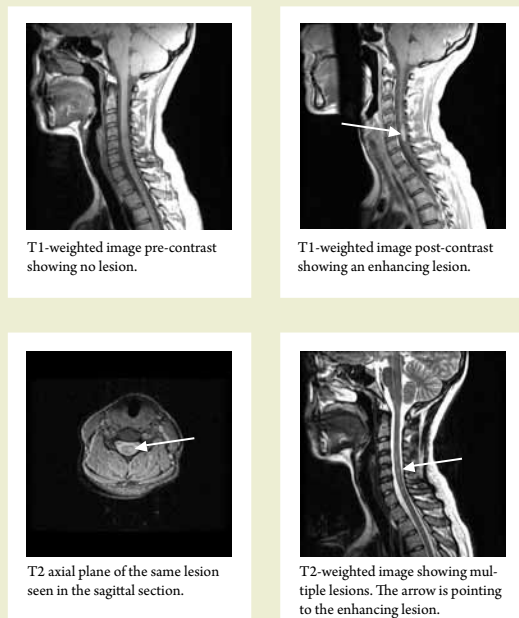 T1-weighted image pre-contrast
showing no lesion.
T1-weighted image post-contrast
showing an enhancing lesion.
T2 axial plane of the same lesion
seen in the sagittal section.
T2-weighted image showing mul-
tiple lesions. The arrow is pointing
to the enhancing lesion.